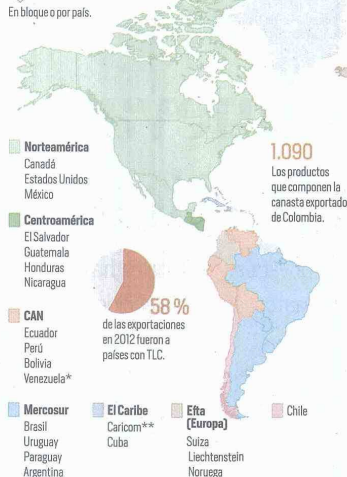 En bloque o por país.
Norteamérica
Canadá
Estados Unidos
México
1.090
Los productos
que componen la
canasta exportado
de Colombia.
Centroamérica
El Salvador
Guatemala
Honduras
Nicaragua
58 %
de las exportaciones
en 2012 fueron a
países con TLC.
CAN
Ecuador
Perú
Bolivia
Venezuela*
Mercosur
Brasil
Uruguay
Paraguay
Argentina
El Caribe
Caricom**
Cuba
Efta
(Europa)
Suiza
Liechtenstein
Noruega
Chile